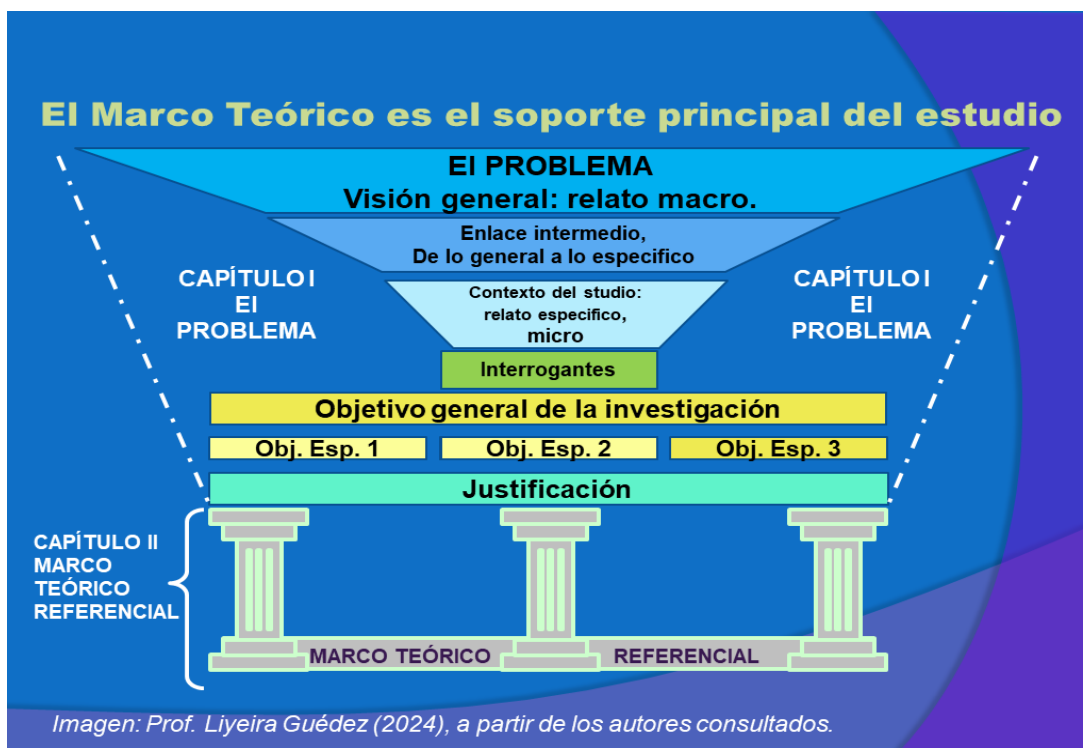 El Marco Teórico es el soporte principal del estudio
El PROBLEMA
Visión general: relato macro.
Enlace intermedio,
De lo general a lo especifico
CAPÍTULO I
El
PROBLEMA
Contexto del studio:
relato especifico,
micro
CAPÍTULO I
El
PROBLEMA
Interrogantes
Objetivo general de la investigación
Obj. Esp. 1
Obj. Esp. 2
Obj. Esp. 3
Justificación
CAPÍTULO II
MARCO
TEÓRICO
REFERENCIAL
MARCO TEÓRICO
REFERENCIAL
Imagen: Prof. Liyeira Guédez (2024), a partir de los autores consultados.